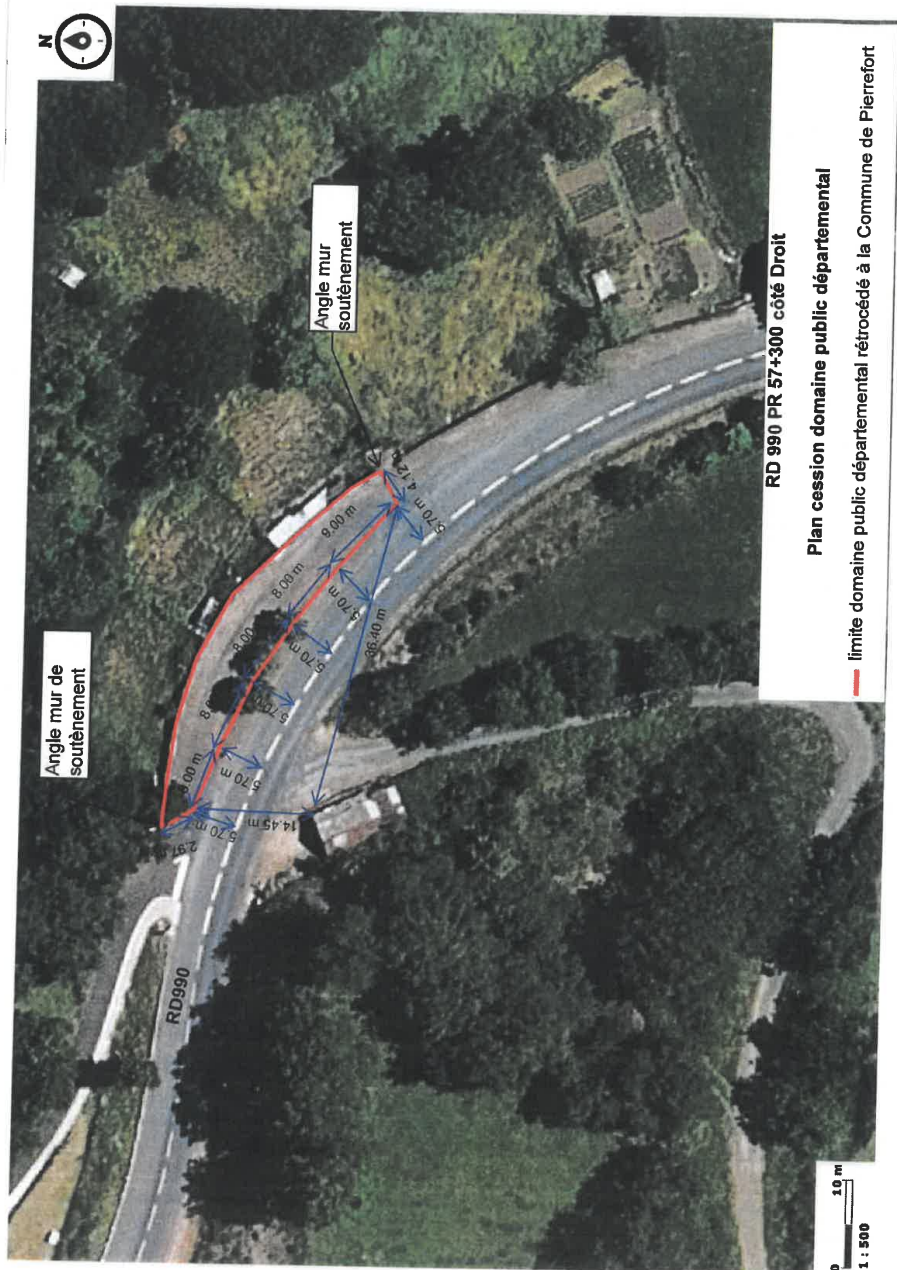 N
Angle mur de
soutènement
Angle mur
soutènement
RD990
2.97
5.70 m
14.45 m
8.00 m
5.70 m
5.70
8.00
5.70 m
8.00 m
5.70 m
9.00 m
36.40 m
4.12 m
5.70 m
RD 990 PR 57+300 côté Droit
Plan cession domaine public départemental
limite domaine public départemental rétrocédé à la Commune de Pierrefort
0 10 m
1 : 500